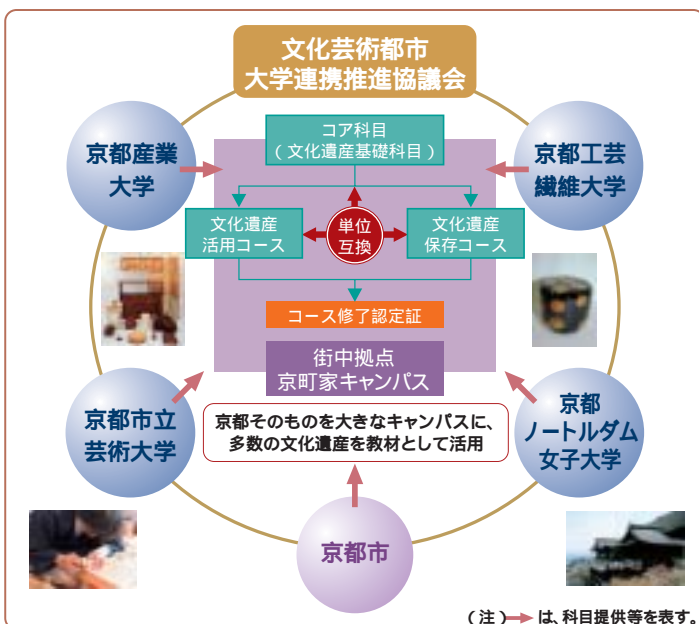 文化芸術都市
大学連携推進協議会
京都産業
大学
コア科目
(文化遺産基礎科目)
京都工芸
繊維大学
文化遺産
活用コース
単位
互換
文化遺産
保存コース
コース修了認定証
街中拠点
京町家キャンパス
京都市立
芸術大学
京都そのものを大きなキャンパスに、
多数の文化遺産を教材として活用
京都
ノートルダム
女子大学
京都市
(注) は、科目提供等を表す。